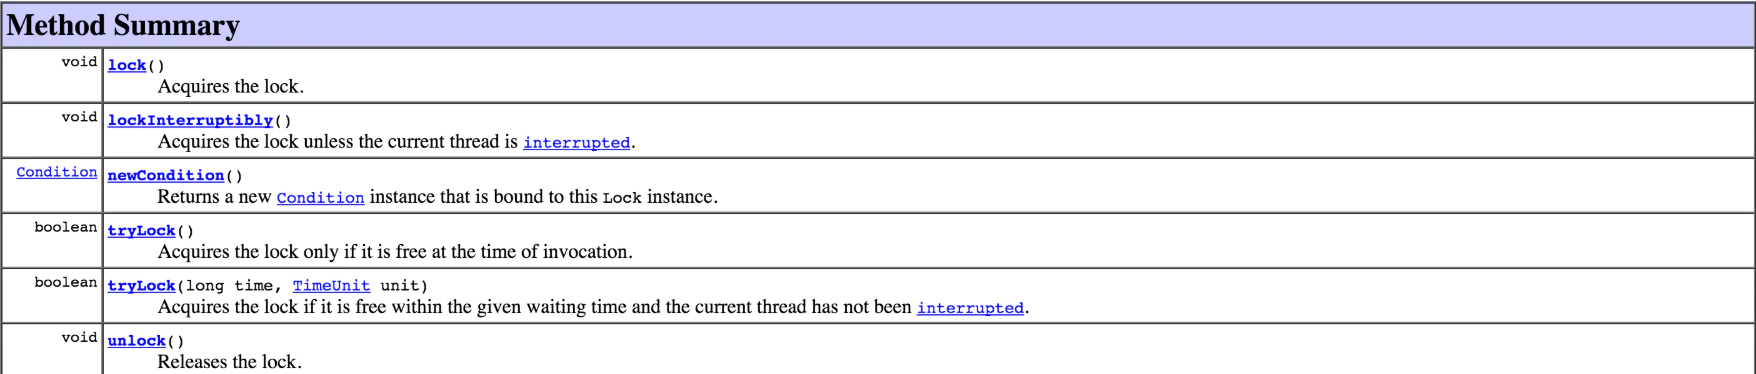 Method Summary
void lock()
Acquires the lock.
void lockInterruptibly()
Acquires the lock unless the current thread is interrupted.
Condition newCondition()
Returns a new Condition instance that is bound to this Lock instance.
boolean tryLock()
Acquires the lock only if it is free at the time of invocation.
boolean tryLock(long time, TimeUnit unit)
Acquires the lock if it is free within the given waiting time and the current thread has not been interrupted.
void unlock()
Releases the lock.